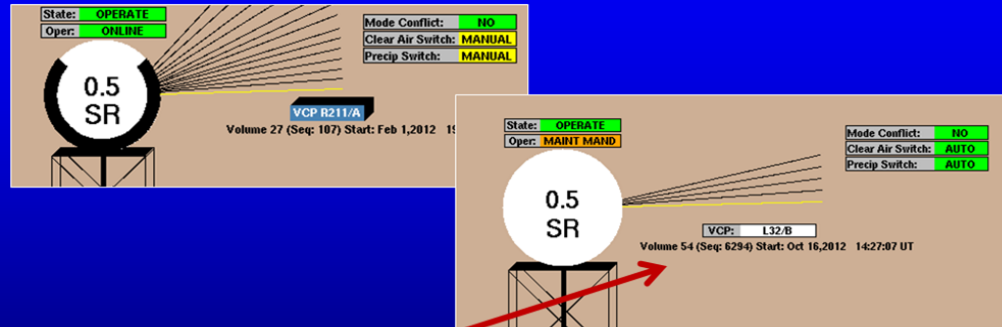 State: OPERATE
Oper: ONLINE
Mode Conflict: NO
Clear Air Switch: MANUAL
Precip Switch: MANUAL
0.5
SR
VCP R211/A
Volume 27 (Seq: 107) Start: Feb 1,2012
State: OPERATE
Oper: MAINT MAND
Mode Conflict: NO
Clear Air Switch: AUTO
Precip Switch: AUTO
0.5
SR
VCP: L32/B
Volume 54 (Seq: 6294) Start: Oct 16,2012 14:27:07 UT